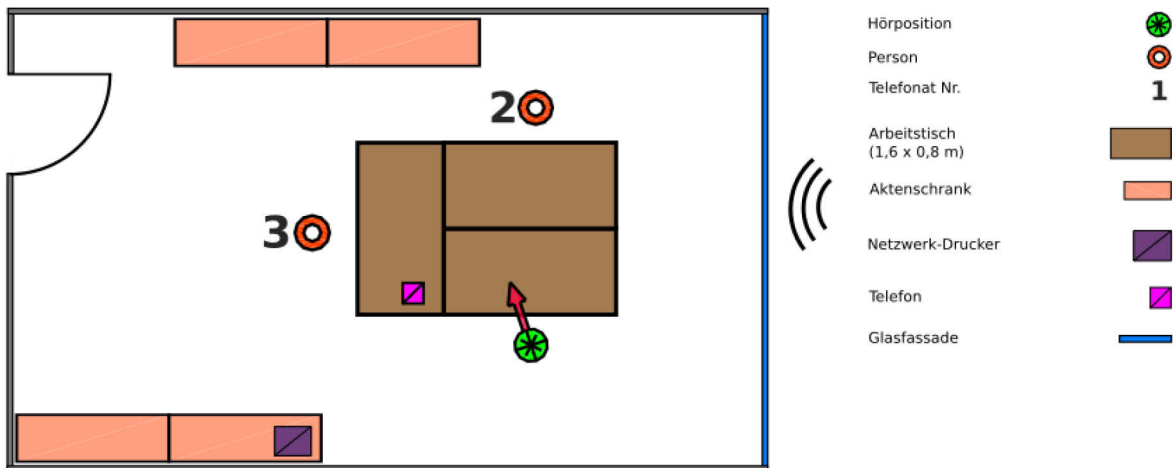 Hörposition
Person
Telefonat Nr.
1
Arbeitstisch
(1,6 x 0,8 m)
Aktenschrank
Netzwerk-Drucker
Telefon
Glasfassade
2
3